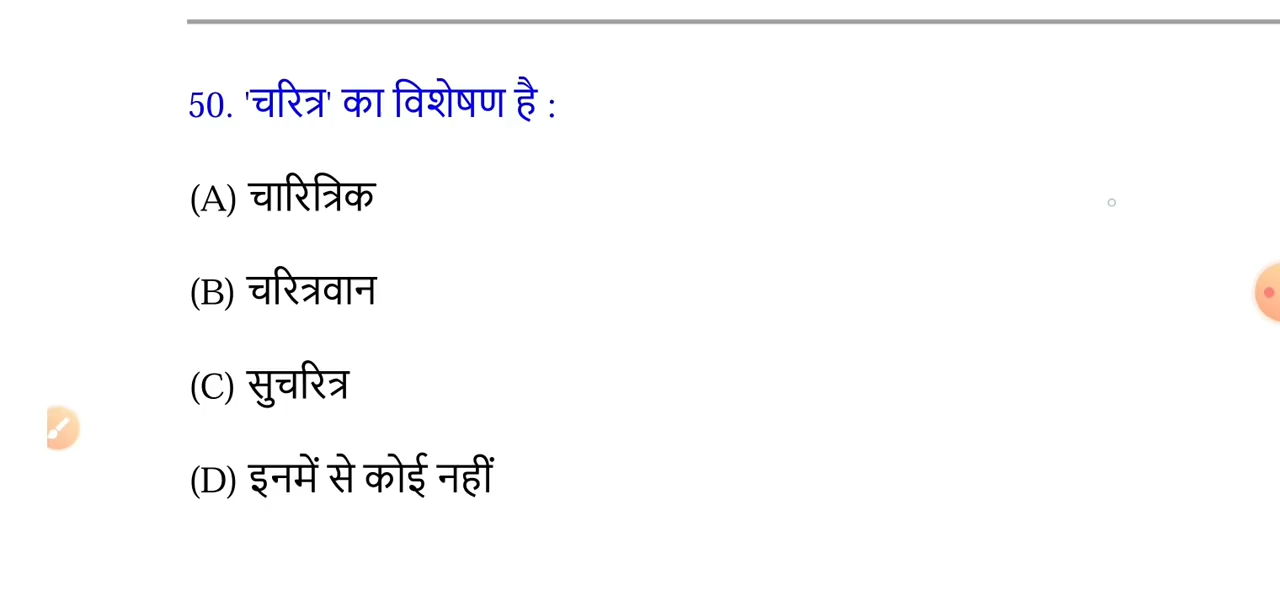 50. 'चरित्र' का विशेषण है :
(A) चारित्रिक
(B) चरित्रवान
(C) सुचरित्र
(D) इनमें से कोई नहीं